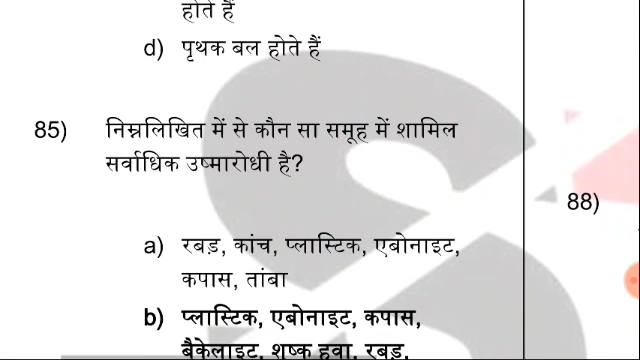 होते हैं
d) पृथक बल होते हैं
85) निम्नलिखित में से कौन सा समूह में शामिल
सर्वाधिक उष्मारोधी है?
a) रबड़, कांच, प्लास्टिक, एबोनाइट,
कपास, तांबा
b) प्लास्टिक, एबोनाइट, कपास,
बैकेलाइट, शुष्क हवा, रबड़,
88)